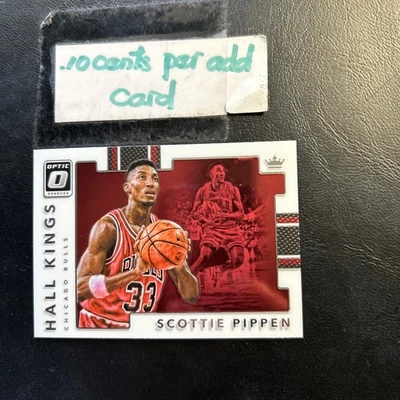 .10 cents per add
card
OPTIC
DONRUSS
HALL KINGS
CHICAGO BULLS
BULLS
33
SCOTTIE PIPPEN